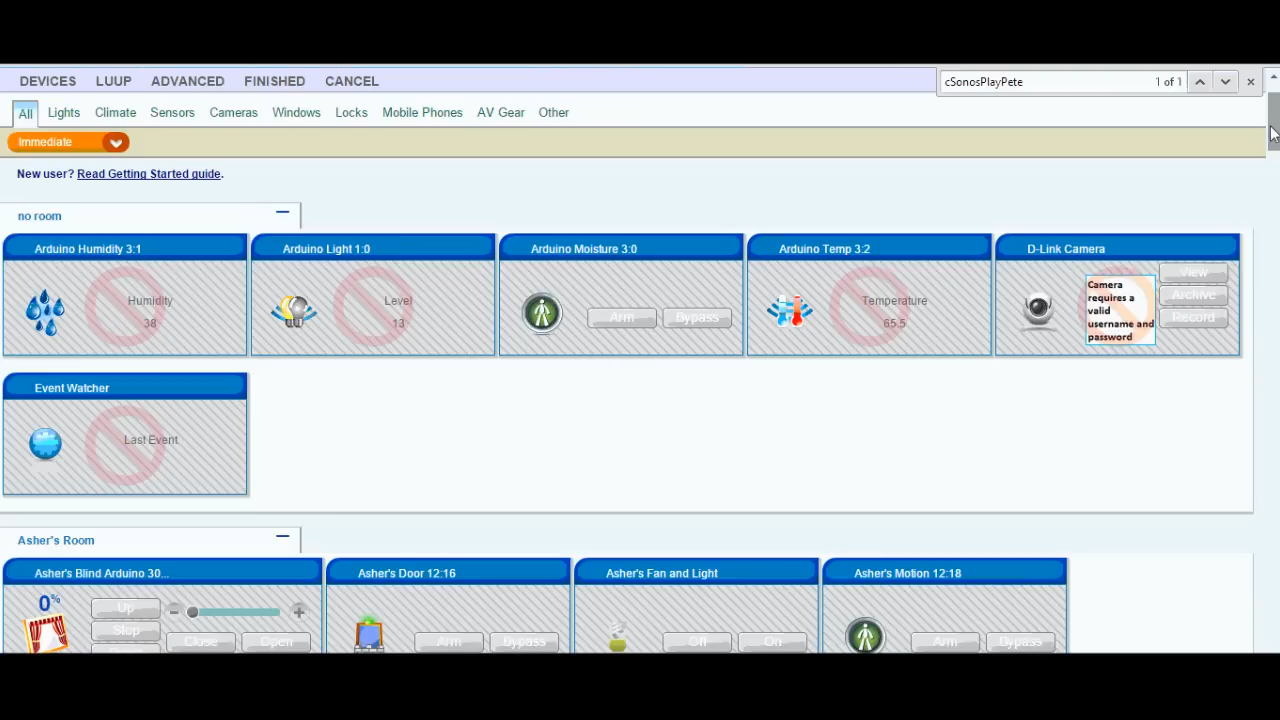 DEVICES LUUP ADVANCED FINISHED CANCEL
cSonosPlayPete 1 of 1
All Lights Climate Sensors Cameras Windows Locks Mobile Phones AV Gear Other
Immediate
New user? Read Getting Started guide.
no room
Arduino Humidity 3:1
Humidity
38
Arduino Light 1:0
Level
13
Arduino Moisture 3:0
Arm Bypass
Arduino Temp 3:2
Temperature
65.5
D-Link Camera
Camera
requires a
valid
username and
password
View
Archive
Record
Event Watcher
Last Event
Asher's Room
Asher's Blind Arduino 30...
0%
Up
Stop
Close Open
Asher's Door 12:16
Arm Bypass
Asher's Fan and Light
Off On
Asher's Motion 12:18
Arm Bypass